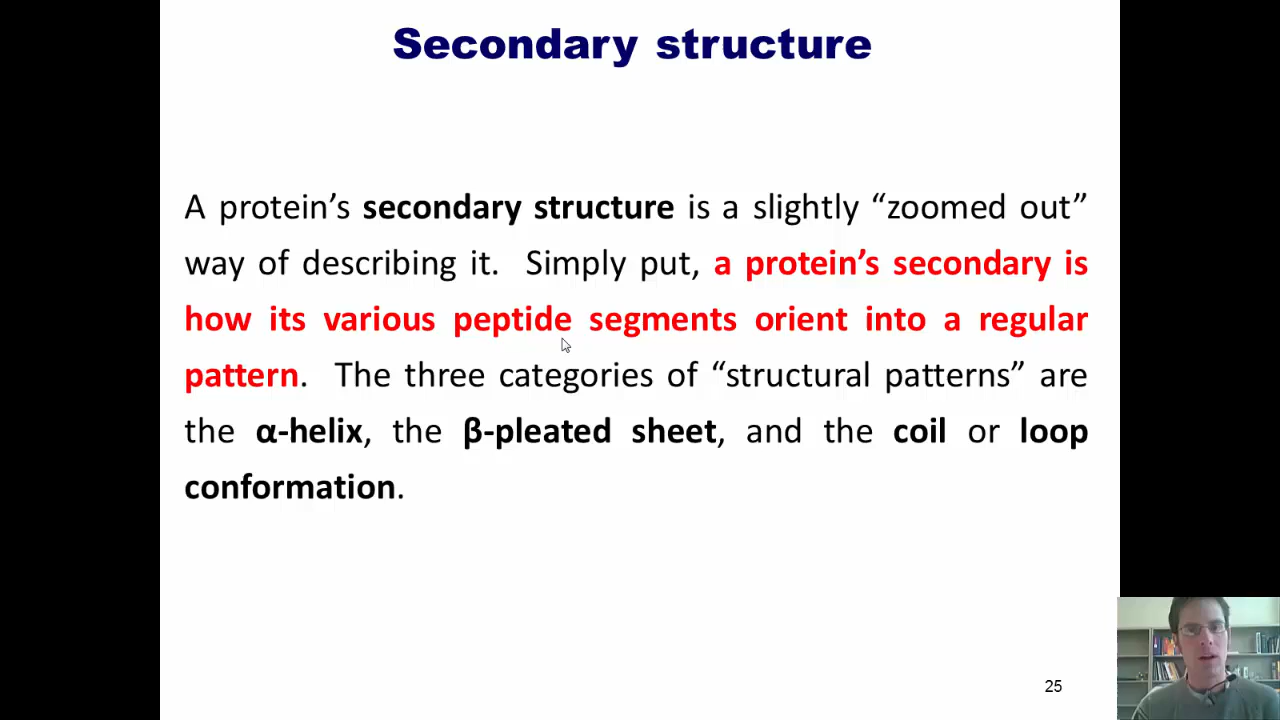 Secondary structure
A protein’s secondary structure is a slightly “zoomed out”
way of describing it.  Simply put, a protein’s secondary is
how its various peptide segments orient into a regular
pattern.  The three categories of “structural patterns” are
the α-helix, the β-pleated sheet, and the coil or loop
conformation.
25